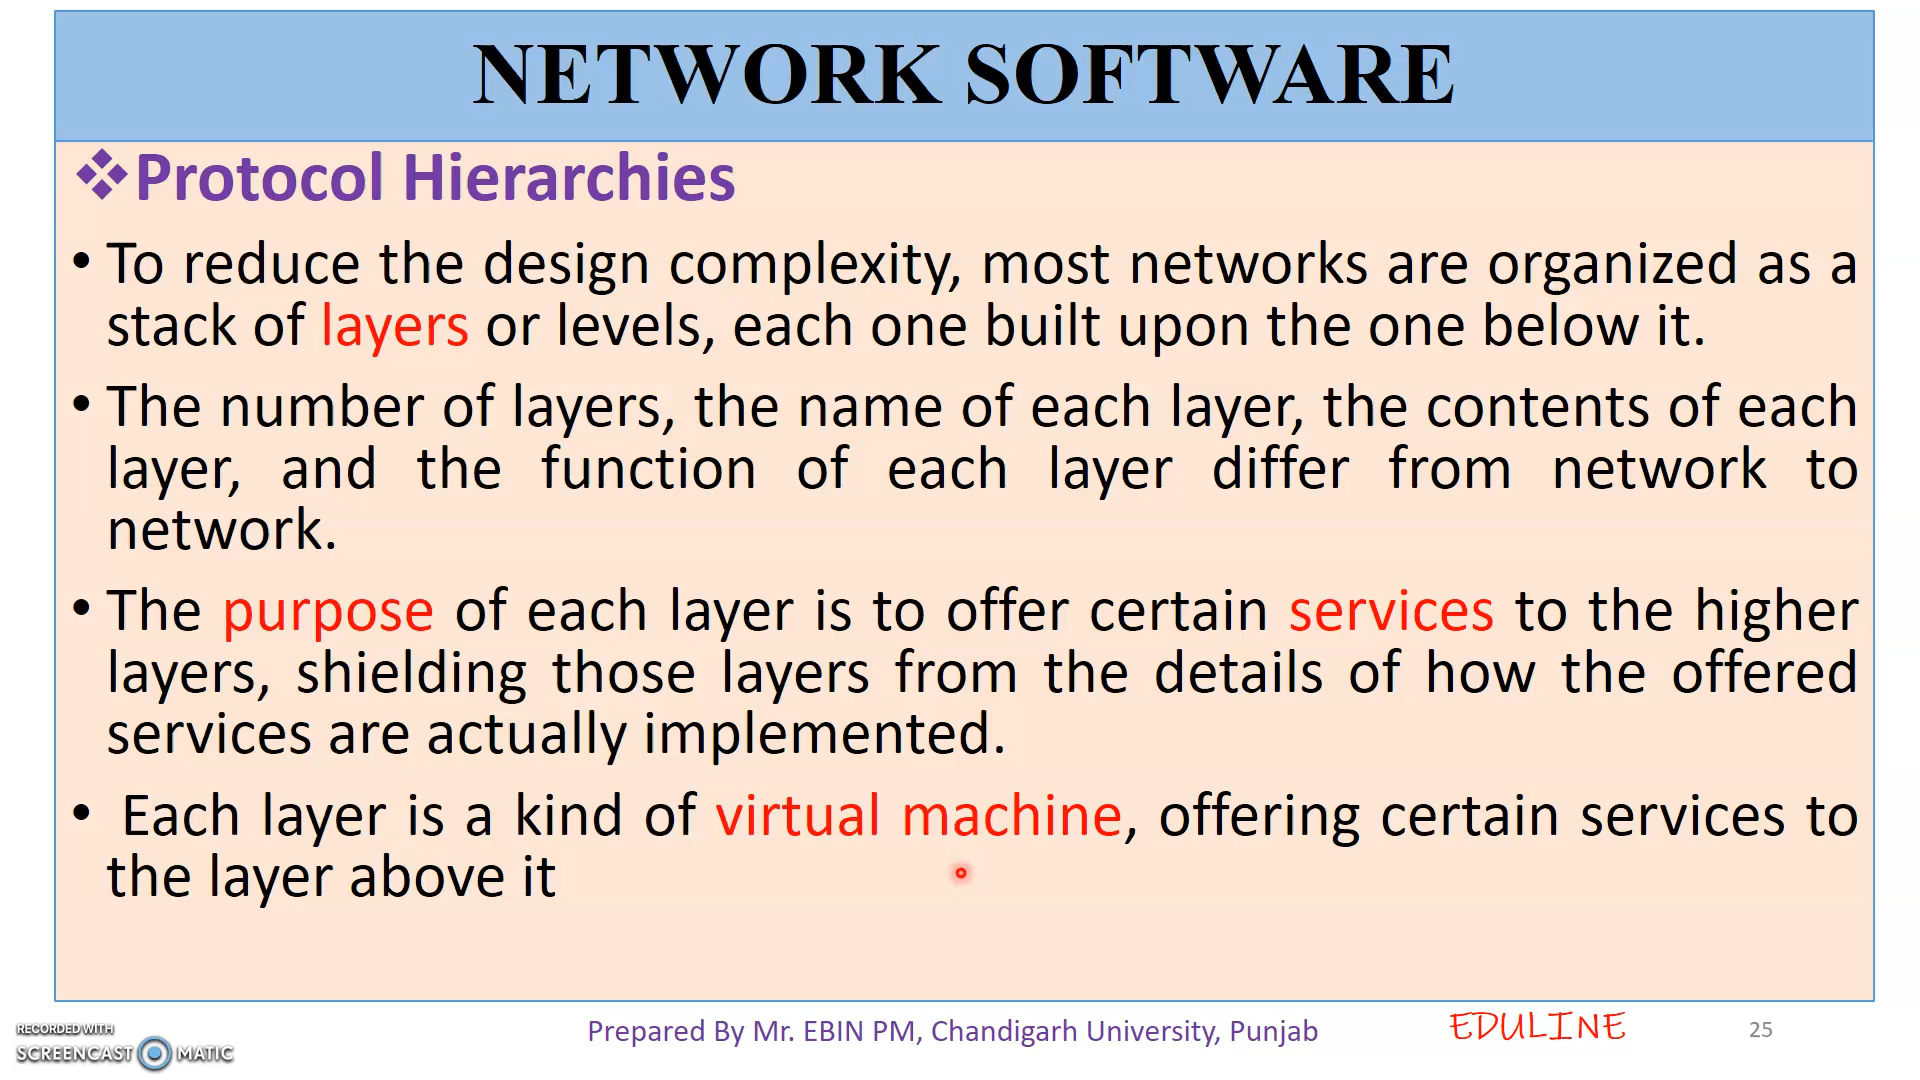 NETWORK SOFTWARE
❖Protocol Hierarchies
• To reduce the design complexity, most networks are organized as a
stack of layers or levels, each one built upon the one below it.
• The number of layers, the name of each layer, the contents of each
layer, and the function of each layer differ from network to
network.
• The purpose of each layer is to offer certain services to the higher
layers, shielding those layers from the details of how the offered
services are actually implemented.
• Each layer is a kind of virtual machine, offering certain services to
the layer above it
RECORDED WITH
SCREENCAST MATIC
Prepared By Mr. EBIN PM, Chandigarh University, Punjab
EDULINE
25